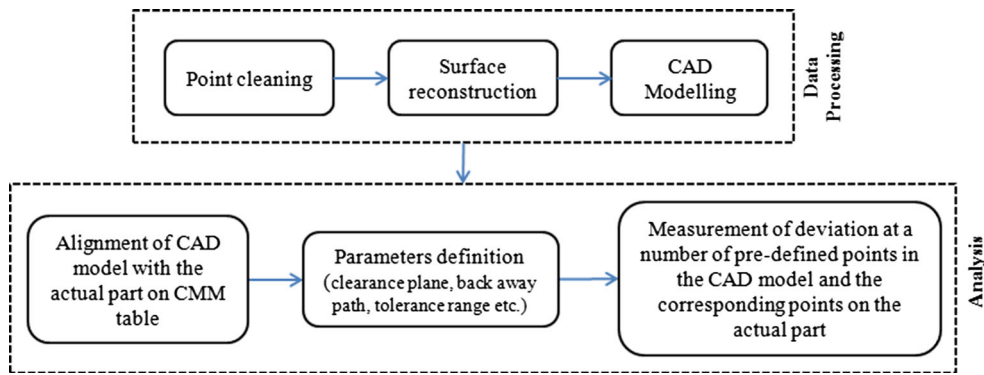 Point cleaning
Surface
reconstruction
CAD
Modelling
Data
Processing
Alignment of CAD
model with the
actual part on CMM
table
Parameters definition
(clearance plane, back away
path, tolerance range etc.)
Measurement of deviation at a
number of pre-defined points in
the CAD model and the
corresponding points on the
actual part
Analysis